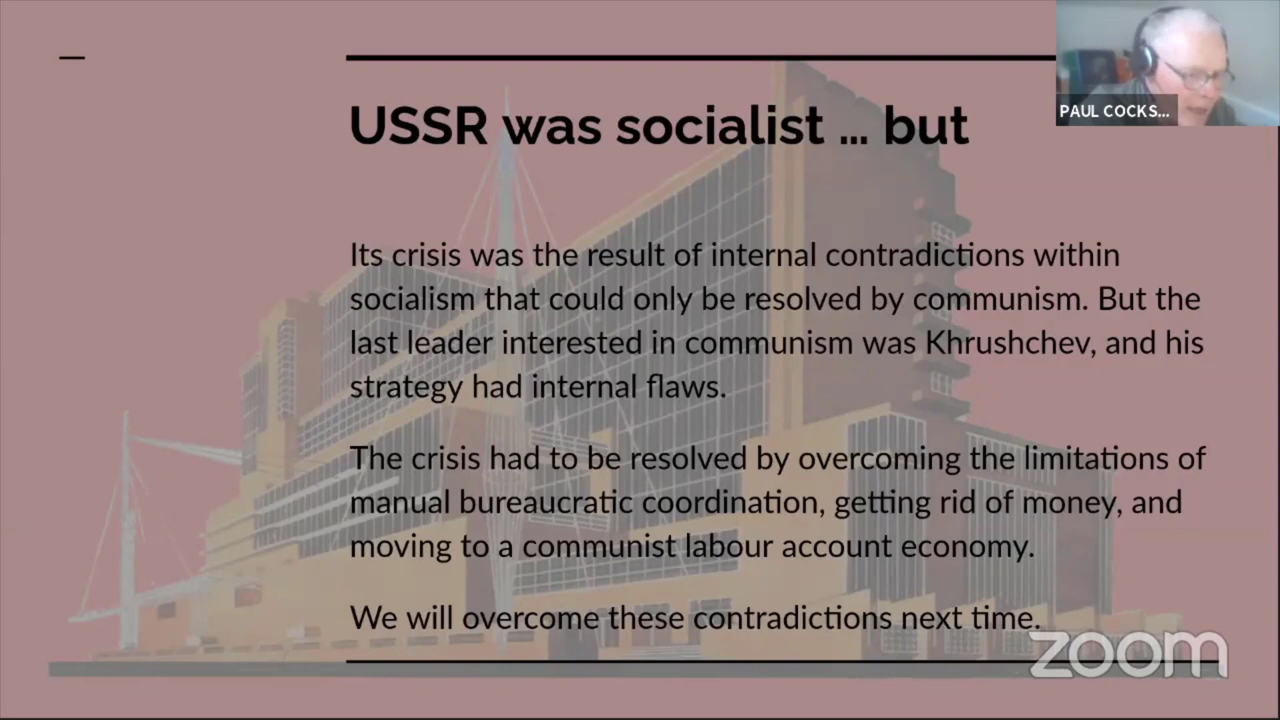 PAUL COCKS...
USSR was socialist ... but
Its crisis was the result of internal contradictions within
socialism that could only be resolved by communism. But the
last leader interested in communism was Khrushchev, and his
strategy had internal flaws.
The crisis had to be resolved by overcoming the limitations of
manual bureaucratic coordination, getting rid of money, and
moving to a communist labour account economy.
We will overcome these contradictions next time.
zoom